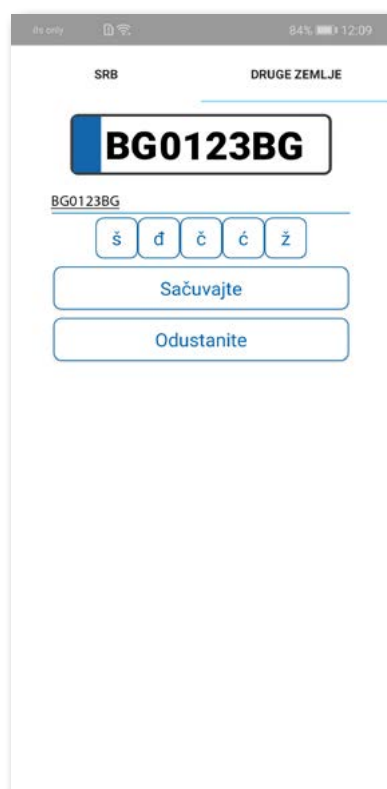 84% 12:09
SRB DRUGE ZEMLJE
BG0123BG
BG0123BG
š đ č ć ž
Sačuvajte
Odustanite